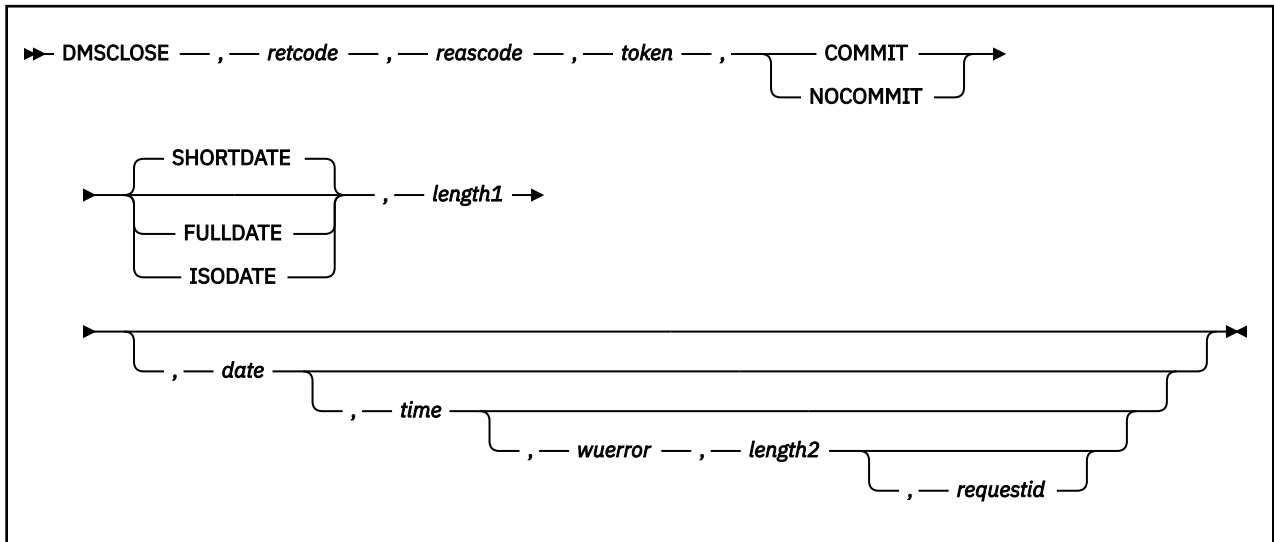 DMSCLOSE , retcode , reascode , token , COMMIT
NOCOMMIT
SHORTDATE
, length1
FULLDATE
ISODATE
, date
, time
, wuerror , length2
, requestid